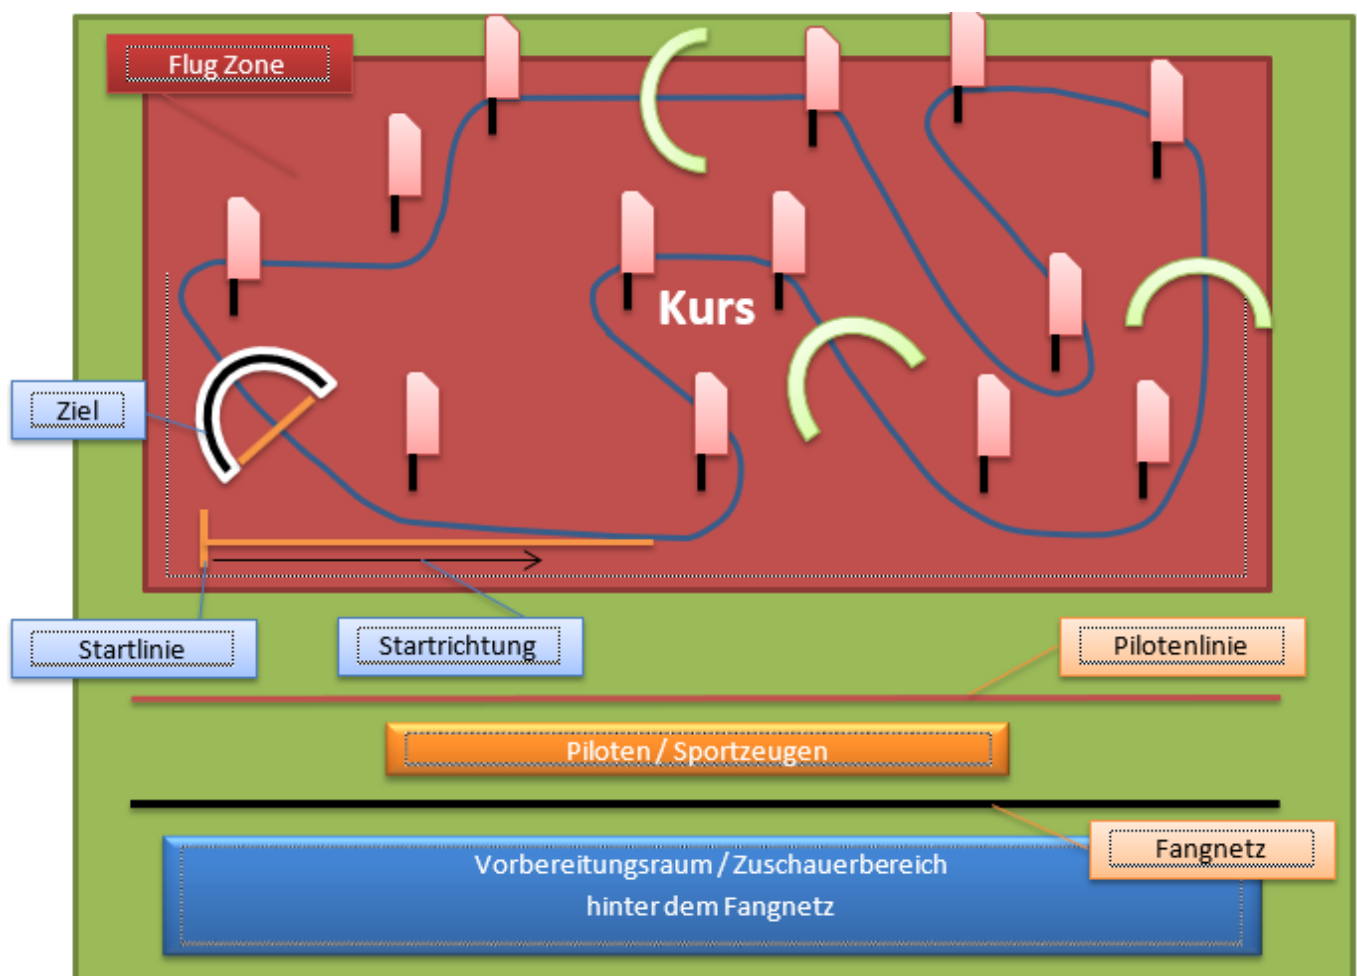 Flug Zone
Kurs
Ziel
Startlinie
Startrichtung
Pilotenlinie
Piloten / Sportzeugen
Fangnetz
Vorbereitungsraum / Zuschauerbereich
hinter dem Fangnetz